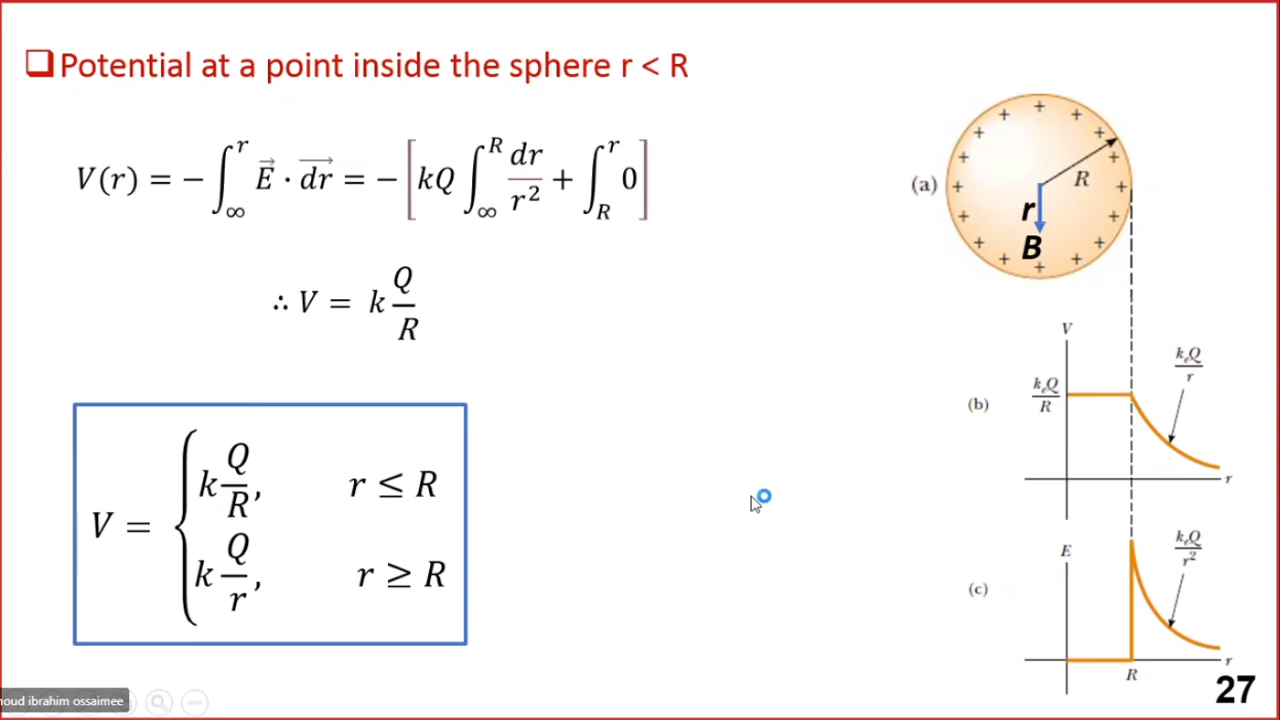 Potential at a point inside the sphere r < R
V(r) = − ∫_∞^r E⃗ · dr⃗ = − [kQ ∫_∞^R dr/r² + ∫_R^r 0]
∴ V = k Q/R
V = { k Q/R, r ≤ R
k Q/r, r ≥ R
(a)
R
r
B
V
k_eQ/r
k_eQ/R
(b)
r
E
k_eQ/r²
(c)
r
R
27
noud ibrahim ossaimee